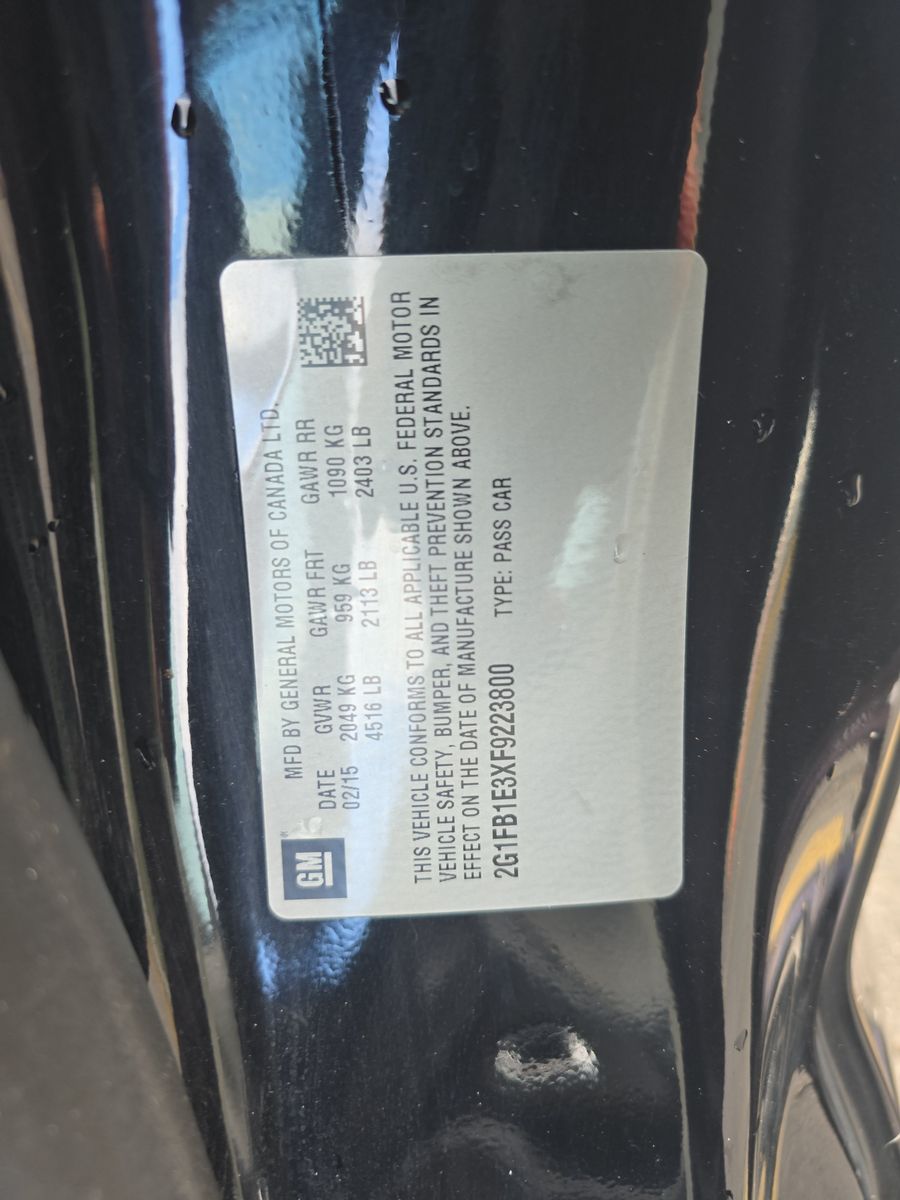 GM
MFD BY GENERAL MOTORS OF CANADA LTD.
DATE GVWR GAWR FRT GAWR RR
02/15 2049 KG 959 KG 1090 KG
4516 LB 2113 LB 2403 LB
THIS VEHICLE CONFORMS TO ALL APPLICABLE U.S. FEDERAL MOTOR
VEHICLE SAFETY, BUMPER, AND THEFT PREVENTION STANDARDS IN
EFFECT ON THE DATE OF MANUFACTURE SHOWN ABOVE.
2G1FB1E3XF9223800 TYPE: PASS CAR